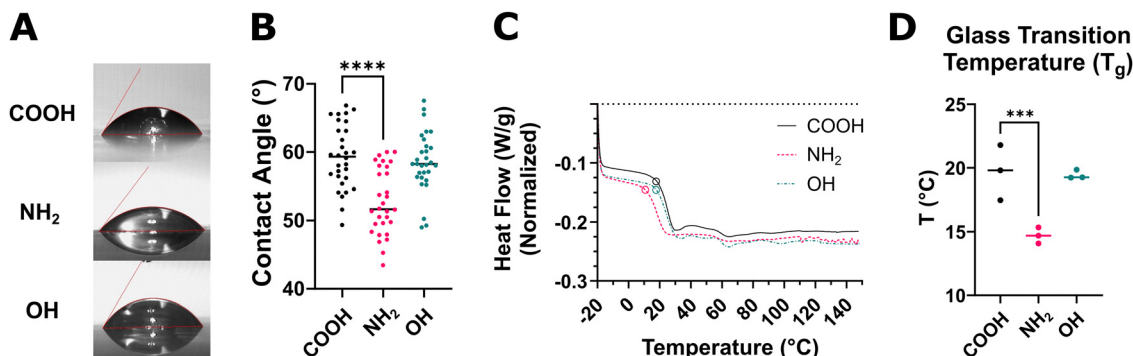 A
COOH
NH₂
OH
B
****
Contact Angle (°)
70
60
50
40
COOH
NH₂
OH
C
Heat Flow (W/g)
(Normalized)
-0.1
-0.2
-0.3
COOH
NH₂
OH
-20
0
20
40
60
80
100
120
140
Temperature (°C)
D
Glass Transition
Temperature (Tg)
***
T (°C)
25
20
15
10
COOH
NH₂
OH